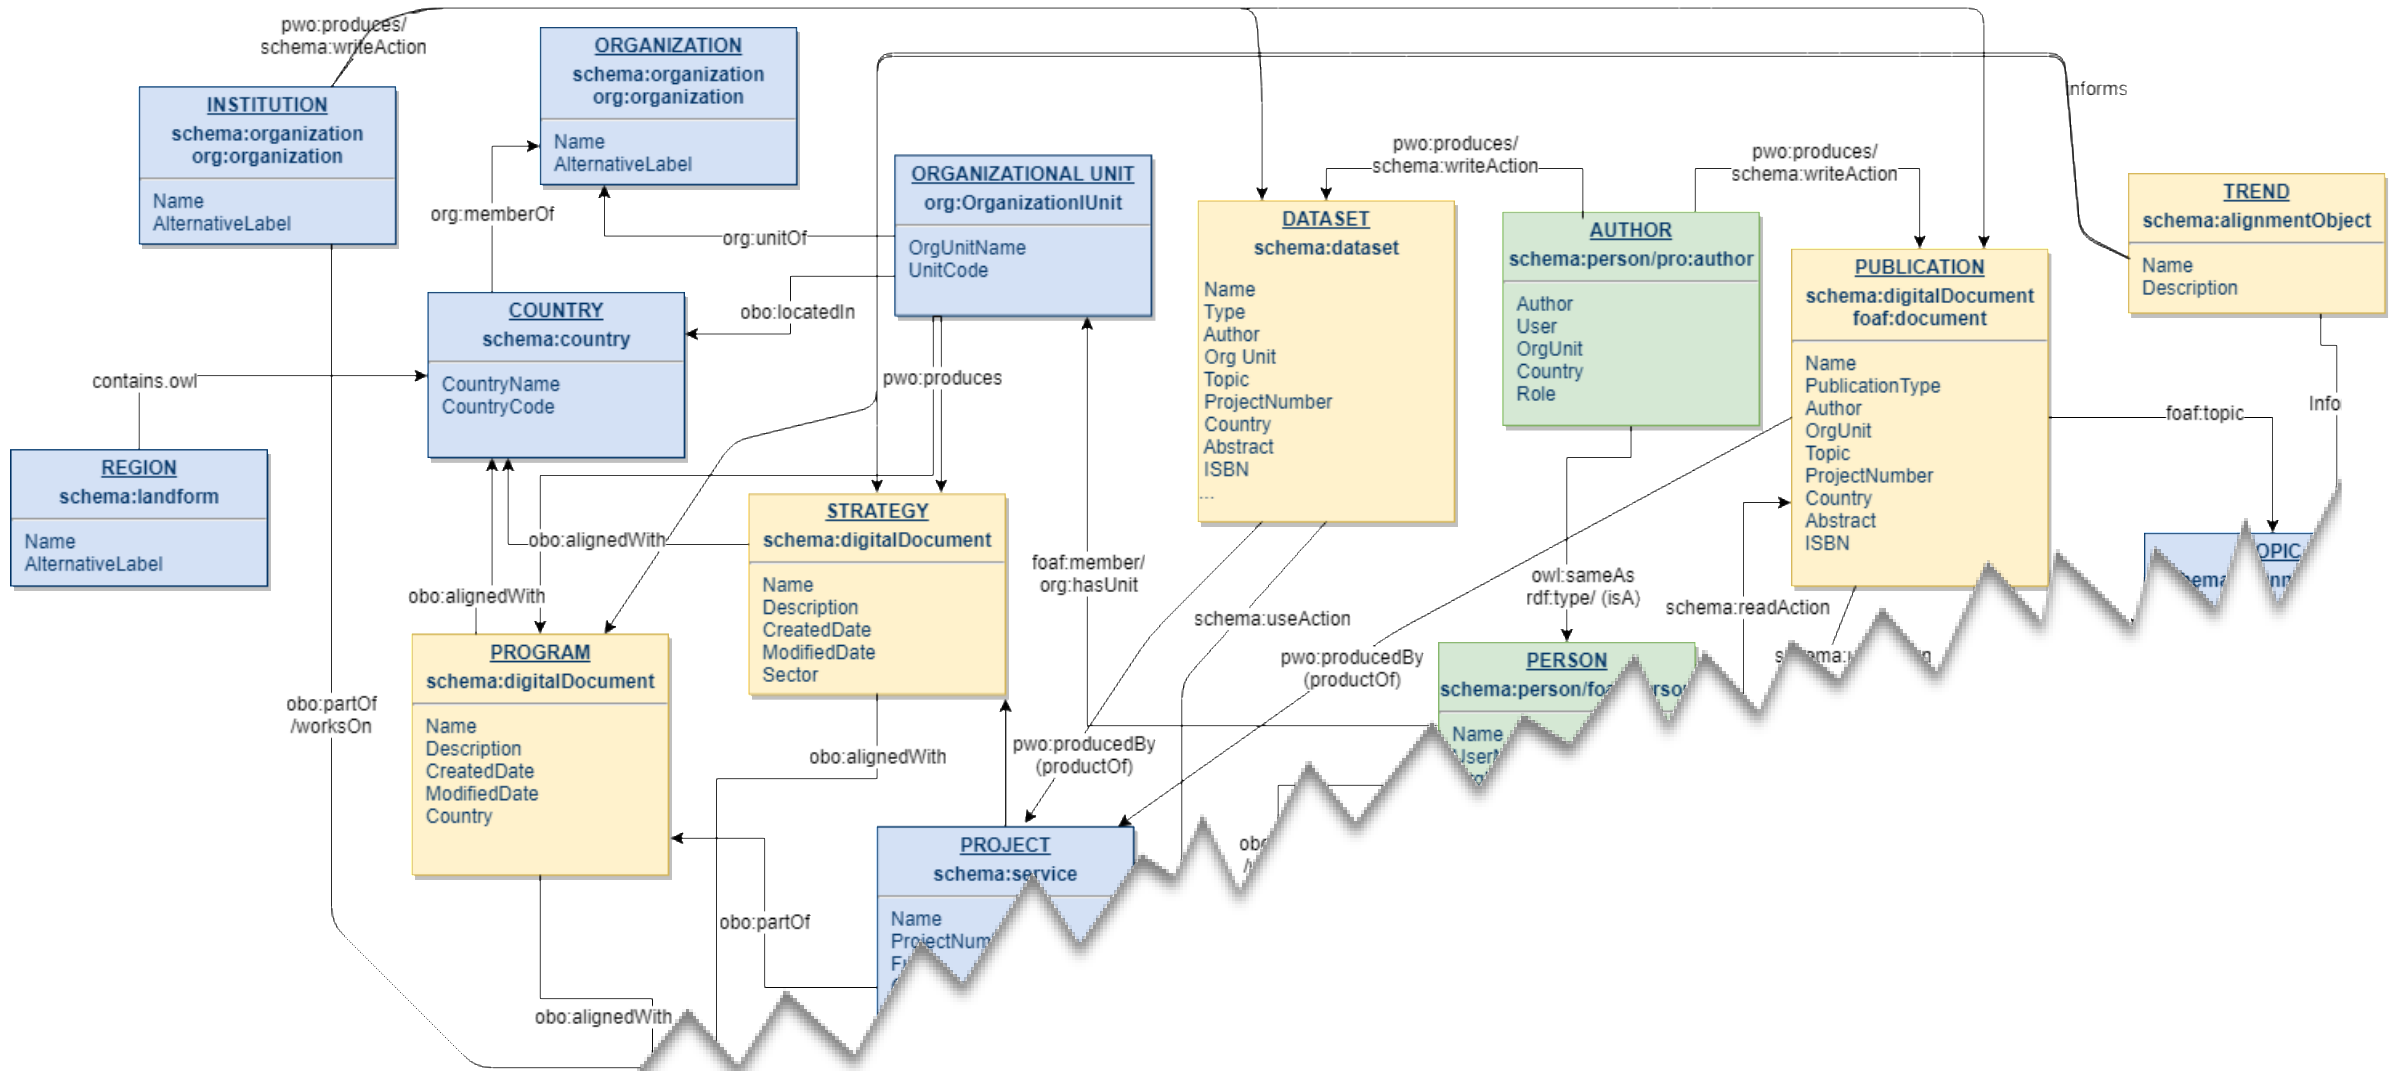 pwo:produces/
schema:writeAction
INSTITUTION
schema:organization
org:organization
Name
AlternativeLabel
ORGANIZATION
schema:organization
org:organization
Name
AlternativeLabel
org:memberOf
org:unitOf
ORGANIZATIONAL UNIT
org:OrganizationlUnit
OrgUnitName
UnitCode
obo:locatedIn
COUNTRY
schema:country
CountryName
CountryCode
contains.owl
REGION
schema:landform
Name
AlternativeLabel
pwo:produces
obo:alignedWith
obo:alignedWith
STRATEGY
schema:digitalDocument
Name
Description
CreatedDate
ModifiedDate
Sector
PROGRAM
schema:digitalDocument
Name
Description
CreatedDate
ModifiedDate
Country
obo:partOf
/worksOn
obo:alignedWith
obo:partOf
obo:alignedWith
PROJECT
schema:service
Name
pwo:producedBy
(productOf)
foaf:member/
org:hasUnit
schema:useAction
pwo:producedBy
(productOf)
pwo:produces/
schema:writeAction
pwo:produces/
schema:writeAction
DATASET
schema:dataset
Name
Type
Author
Org Unit
Topic
ProjectNumber
Country
Abstract
ISBN
...
AUTHOR
schema:person/pro:author
Author
User
OrgUnit
Country
Role
owl:sameAs
rdf:type/ (isA)
PERSON
Name
PUBLICATION
schema:digitalDocument
foaf:document
Name
PublicationType
Author
OrgUnit
Topic
ProjectNumber
Country
Abstract
ISBN
schema:readAction
foaf:topic
TREND
schema:alignmentObject
Name
Description